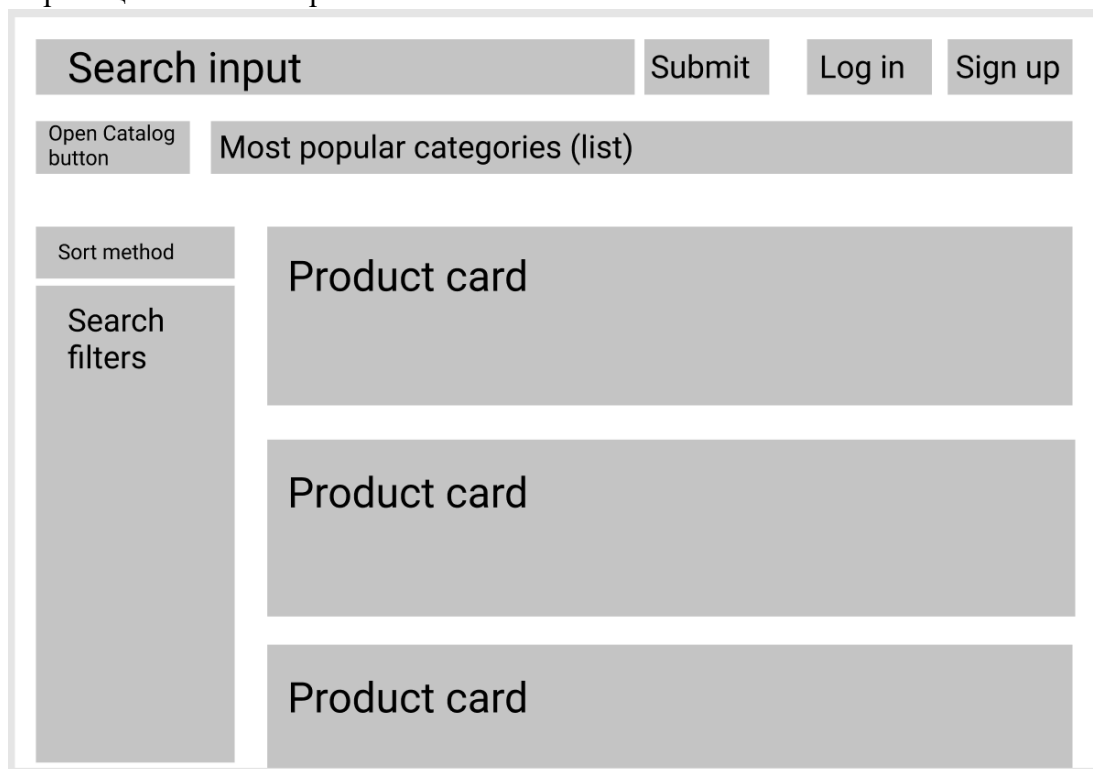 Search input
Submit
Log in
Sign up
Open Catalog
button
Most popular categories (list)
Sort method
Product card
Search
filters
Product card
Product card